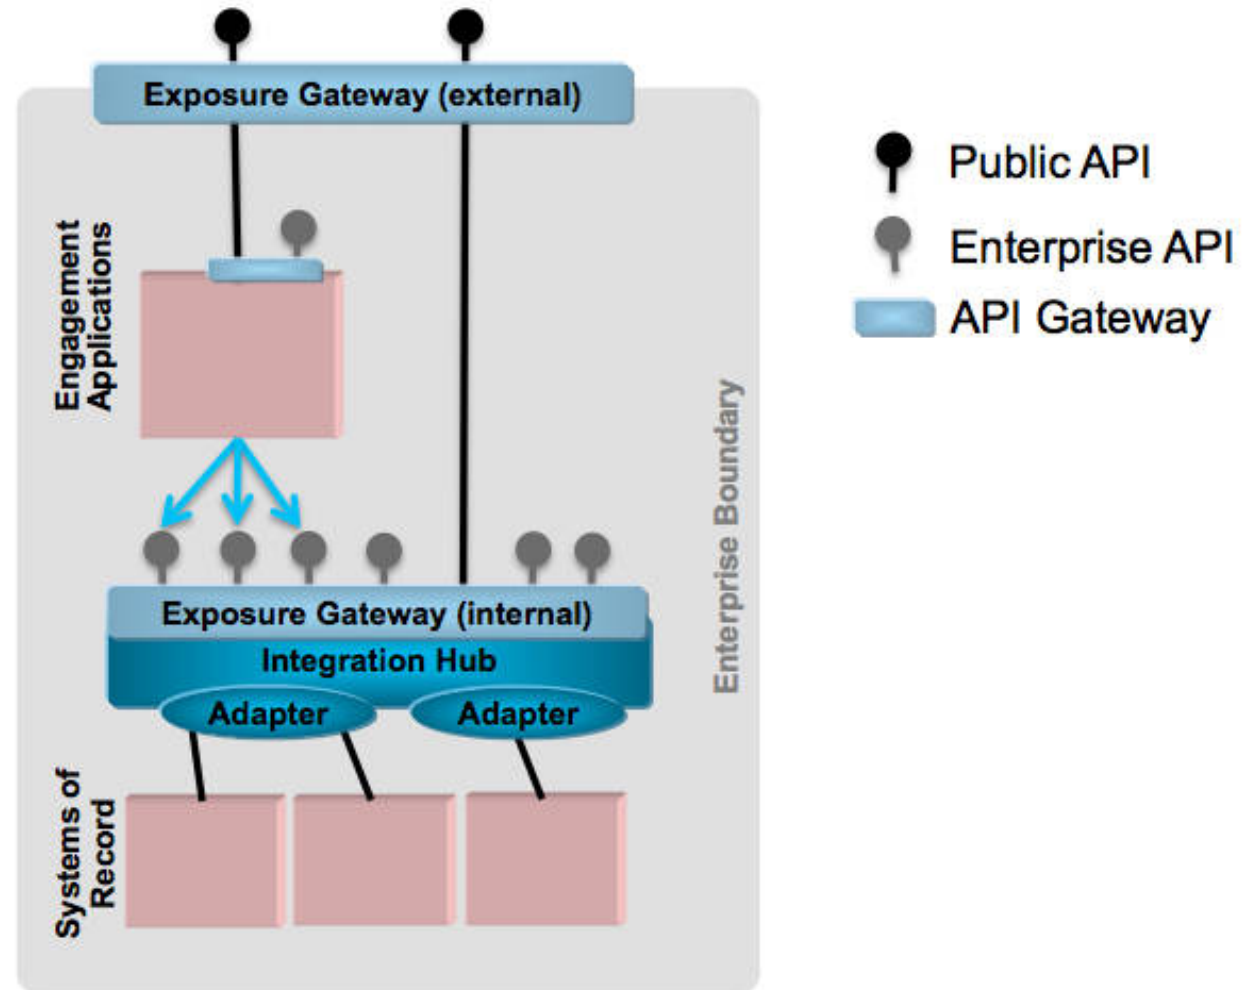 Exposure Gateway (external)
Public API
Enterprise API
API Gateway
Engagement
Applications
Enterprise Boundary
Exposure Gateway (internal)
Integration Hub
Adapter
Adapter
Systems of
Record